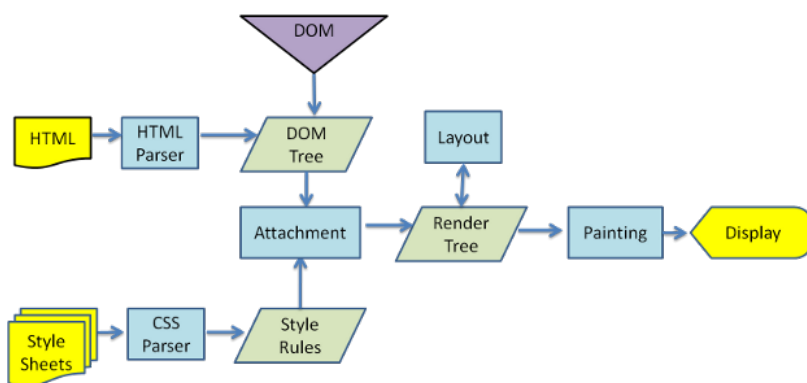 DOM
HTML
HTML
Parser
DOM
Tree
Layout
Attachment
Render
Tree
Painting
Display
Style
Sheets
CSS
Parser
Style
Rules